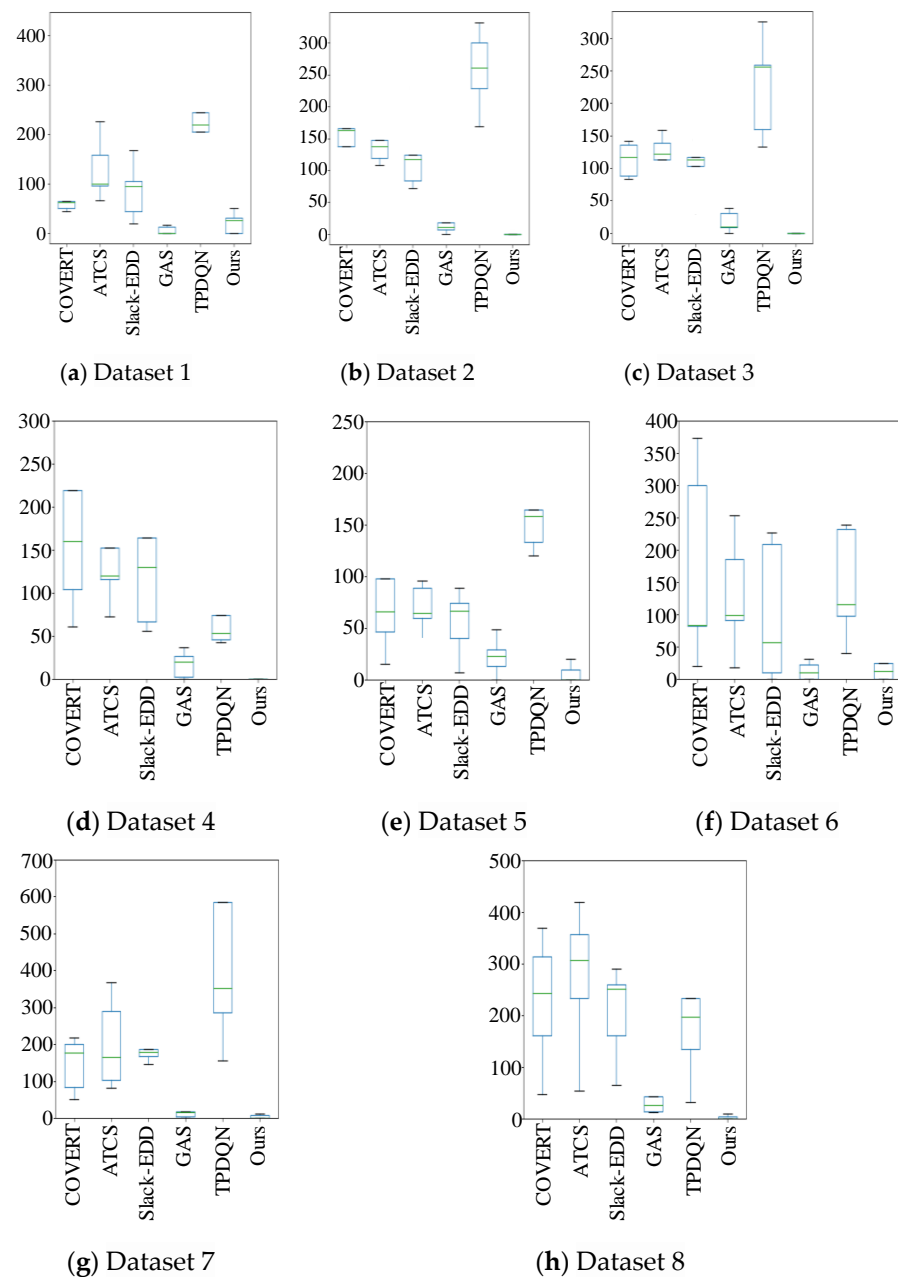 400
300
200
100
0
COVERT
ATCS
Slack-EDD
GAS
TPDQN
Ours
(a) Dataset 1
300
250
200
150
100
50
0
COVERT
ATCS
Slack-EDD
GAS
TPDQN
Ours
(b) Dataset 2
300
250
200
150
100
50
0
COVERT
ATCS
Slack-EDD
GAS
TPDQN
Ours
(c) Dataset 3
300
250
200
150
100
50
0
COVERT
ATCS
Slack-EDD
GAS
TPDQN
Ours
(d) Dataset 4
250
200
150
100
50
0
COVERT
ATCS
Slack-EDD
GAS
TPDQN
Ours
(e) Dataset 5
400
350
300
250
200
150
100
50
0
COVERT
ATCS
Slack-EDD
GAS
TPDQN
Ours
(f) Dataset 6
700
600
500
400
300
200
100
0
COVERT
ATCS
Slack-EDD
GAS
TPDQN
Ours
(g) Dataset 7
500
400
300
200
100
0
COVERT
ATCS
Slack-EDD
GAS
TPDQN
Ours
(h) Dataset 8